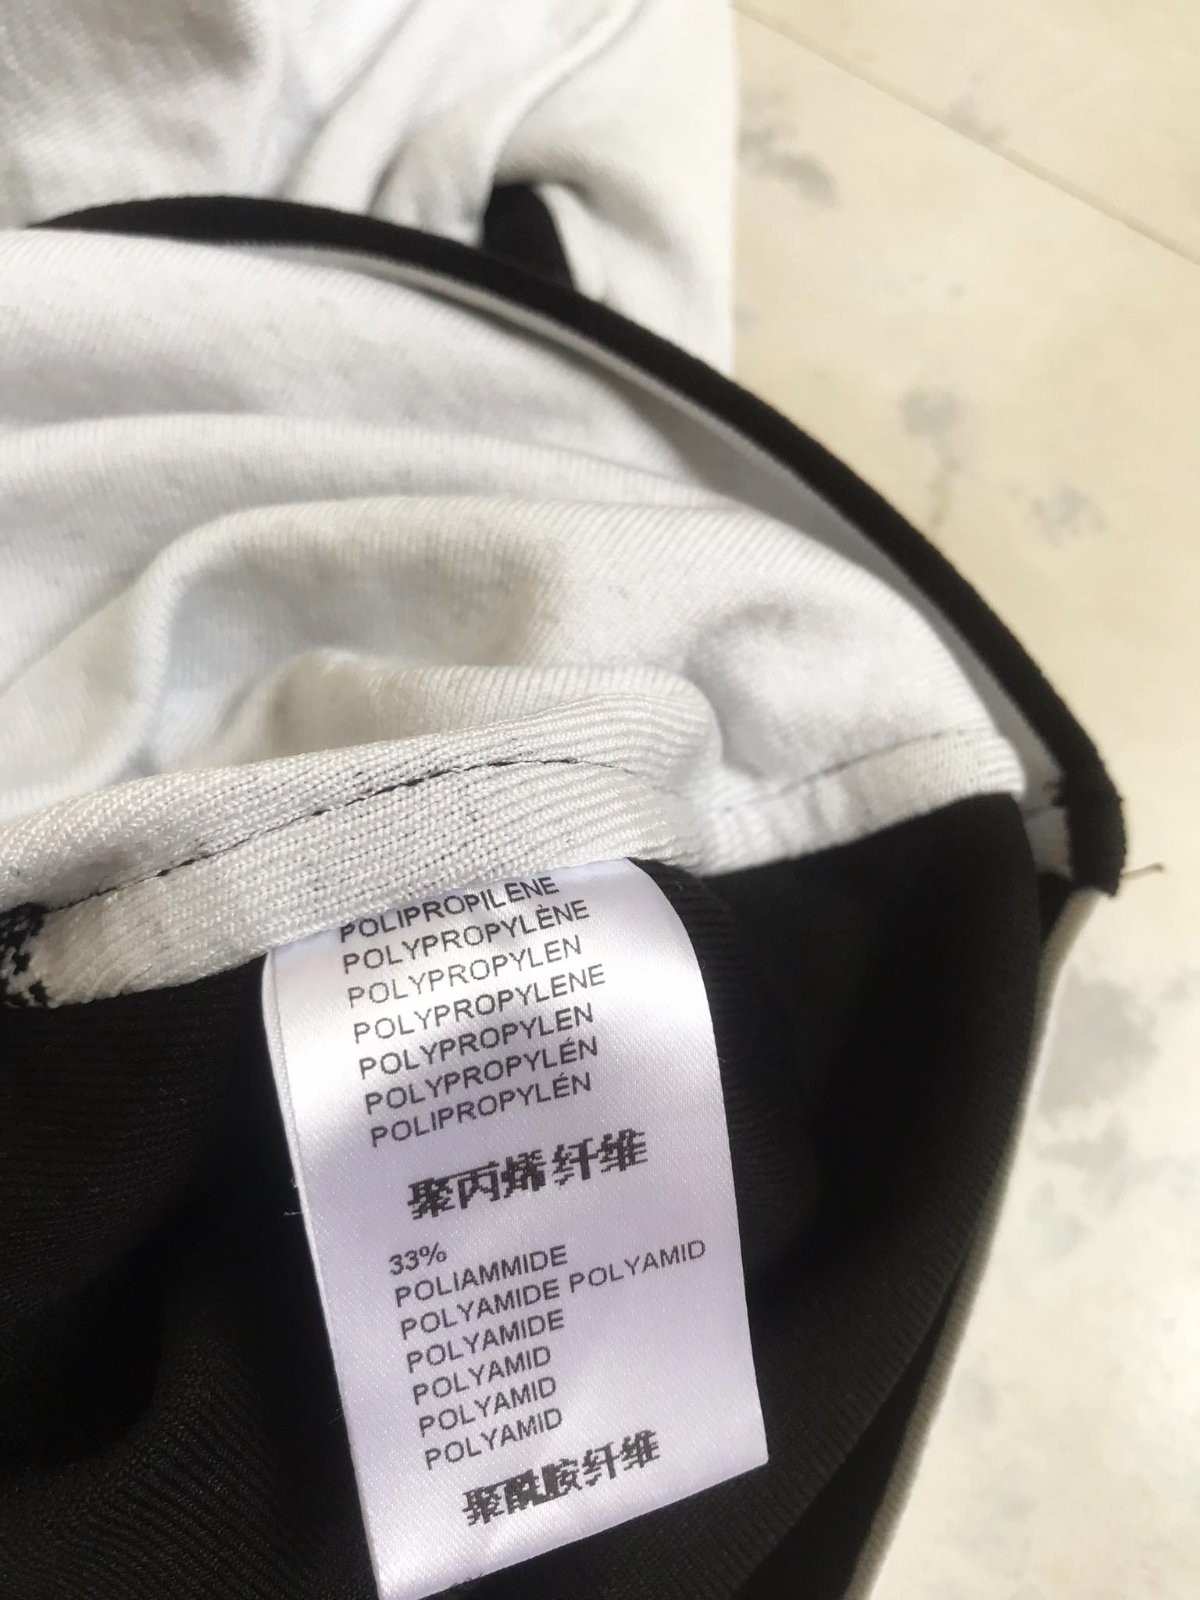 POLIPROPILENE
POLYPROPYLÈNE
POLYPROPYLEN
POLYPROPYLENE
POLYPROPYLEN
POLYPROPYLÉN
POLIPROPYLÉN
聚丙烯纤维
33%
POLIAMMIDE
POLYAMIDE POLYAMID
POLYAMIDE
POLYAMID
POLYAMID
POLYAMID
聚酰胺纤维